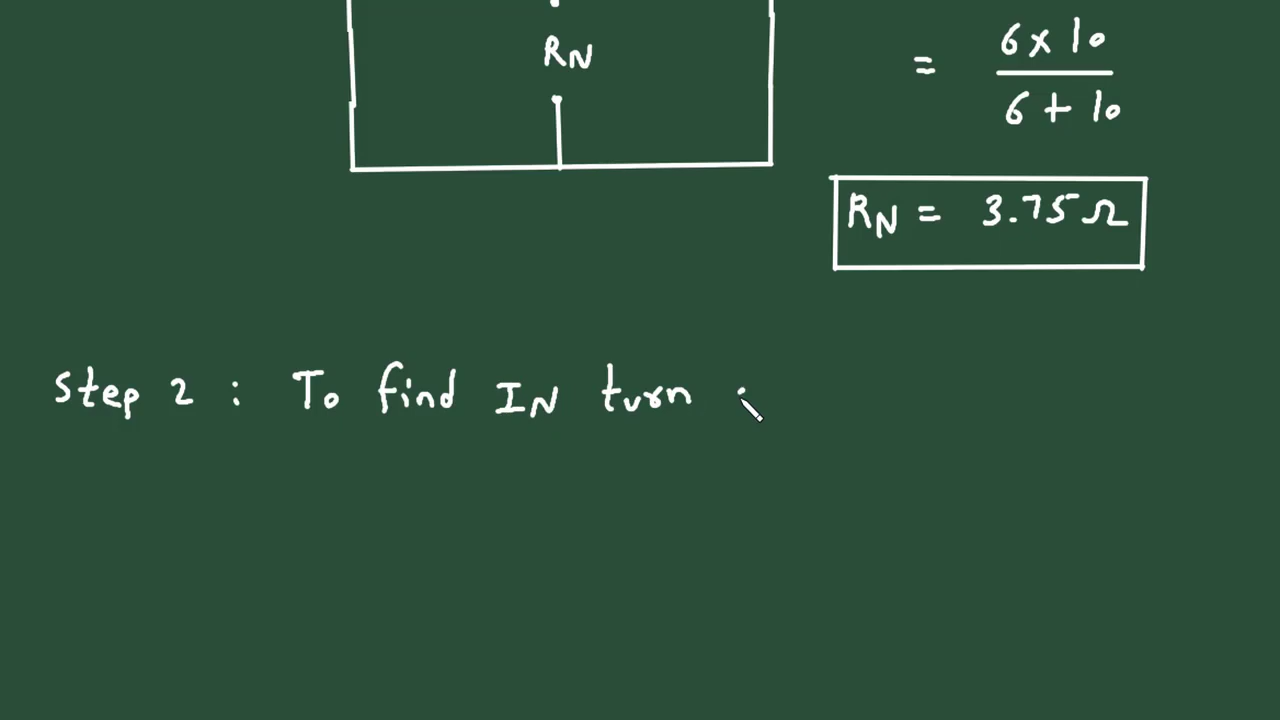 RN
= 6 x 10
6 + 10
RN = 3.75 Ω
Step 2 : To find IN turn